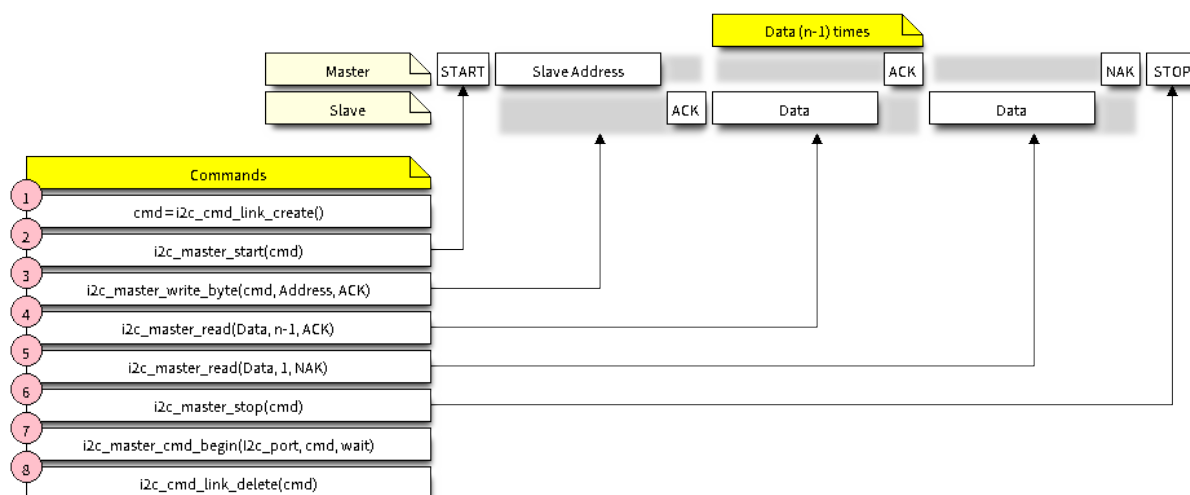 Data (n-1) times
Master START Slave Address ACK NAK STOP
Slave ACK Data Data
Commands
1
cmd = i2c_cmd_link_create()
2
i2c_master_start(cmd)
3
i2c_master_write_byte(cmd, Address, ACK)
4
i2c_master_read(Data, n-1, ACK)
5
i2c_master_read(Data, 1, NAK)
6
i2c_master_stop(cmd)
7
i2c_master_cmd_begin(I2c_port, cmd, wait)
8
i2c_cmd_link_delete(cmd)